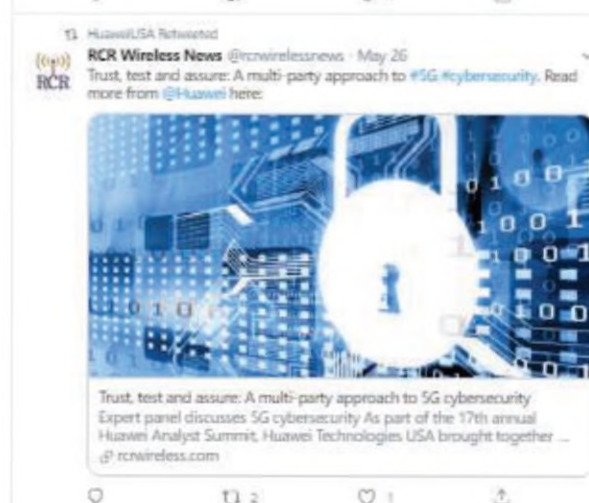 HuaweiUSA Retweeted
RCR Wireless News @rcrwirelessnews · May 26
RCR
Trust, test and assure: A multi-party approach to #5G #cybersecurity. Read
more from @Huawei here:
Trust, test and assure: A multi-party approach to 5G cybersecurity
Expert panel discusses 5G cybersecurity As part of the 17th annual
Huawei Analyst Summit, Huawei Technologies USA brought together ...
rcrwireless.com
2 1